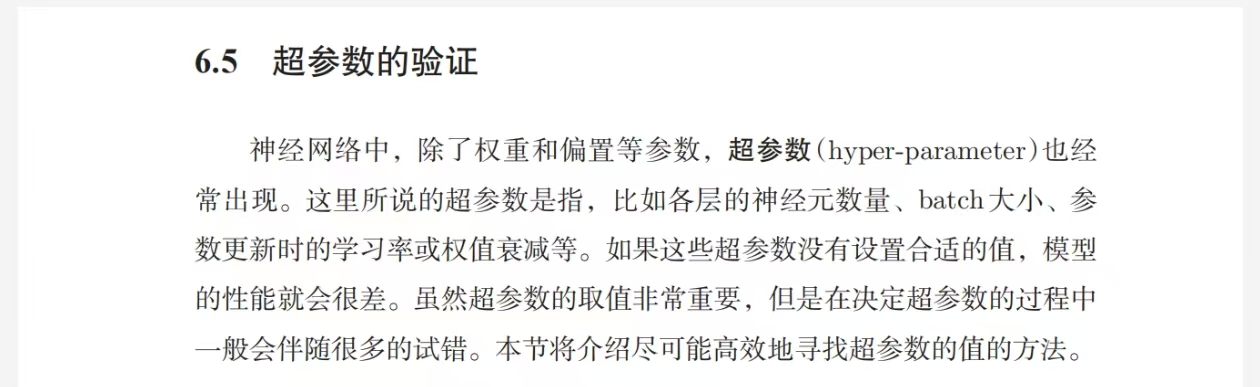 6.5 超参数的验证
神经网络中，除了权重和偏置等参数，超参数(hyper-parameter)也经
常出现。这里所说的超参数是指，比如各层的神经元数量、batch大小、参
数更新时的学习率或权值衰减等。如果这些超参数没有设置合适的值，模型
的性能就会很差。虽然超参数的取值非常重要，但是在决定超参数的过程中
一般会伴随很多的试错。本节将介绍尽可能高效地寻找超参数的值的方法。